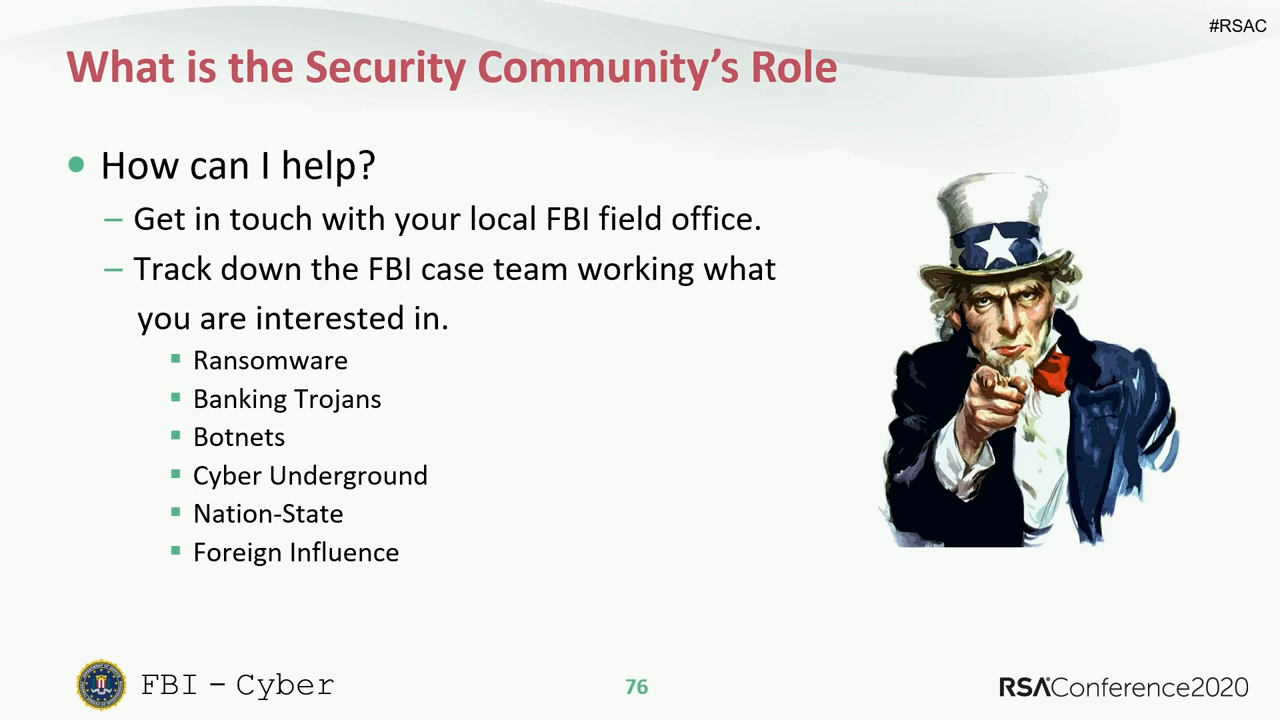 #RSAC
What is the Security Community's Role
• How can I help?
– Get in touch with your local FBI field office.
– Track down the FBI case team working what
you are interested in.
▪ Ransomware
▪ Banking Trojans
▪ Botnets
▪ Cyber Underground
▪ Nation-State
▪ Foreign Influence
FBI – Cyber
76
RSAConference2020